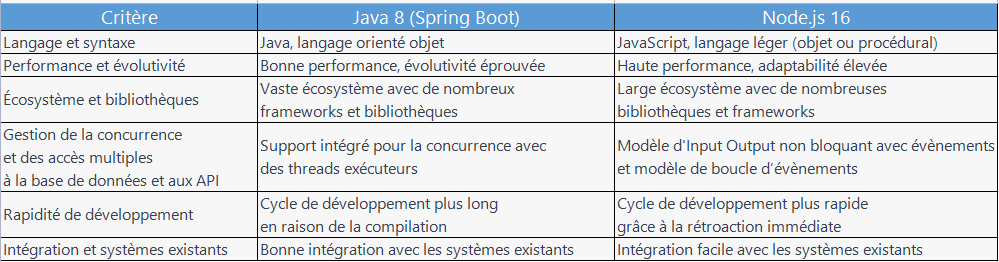 Critère
Java 8 (Spring Boot)
Node.js 16
Langage et syntaxe
Java, langage orienté objet
JavaScript, langage léger (objet ou procédural)
Performance et évolutivité
Bonne performance, évolutivité éprouvée
Haute performance, adaptabilité élevée
Écosystème et bibliothèques
Vaste écosystème avec de nombreux
frameworks et bibliothèques
Large écosystème avec de nombreuses
bibliothèques et frameworks
Gestion de la concurrence
et des accès multiples
à la base de données et aux API
Support intégré pour la concurrence avec
des threads exécuteurs
Modèle d'Input Output non bloquant avec évènements
et modèle de boucle d’évènements
Rapidité de développement
Cycle de développement plus long
en raison de la compilation
Cycle de développement plus rapide
grâce à la rétroaction immédiate
Intégration et systèmes existants
Bonne intégration avec les systèmes existants
Intégration facile avec les systèmes existants